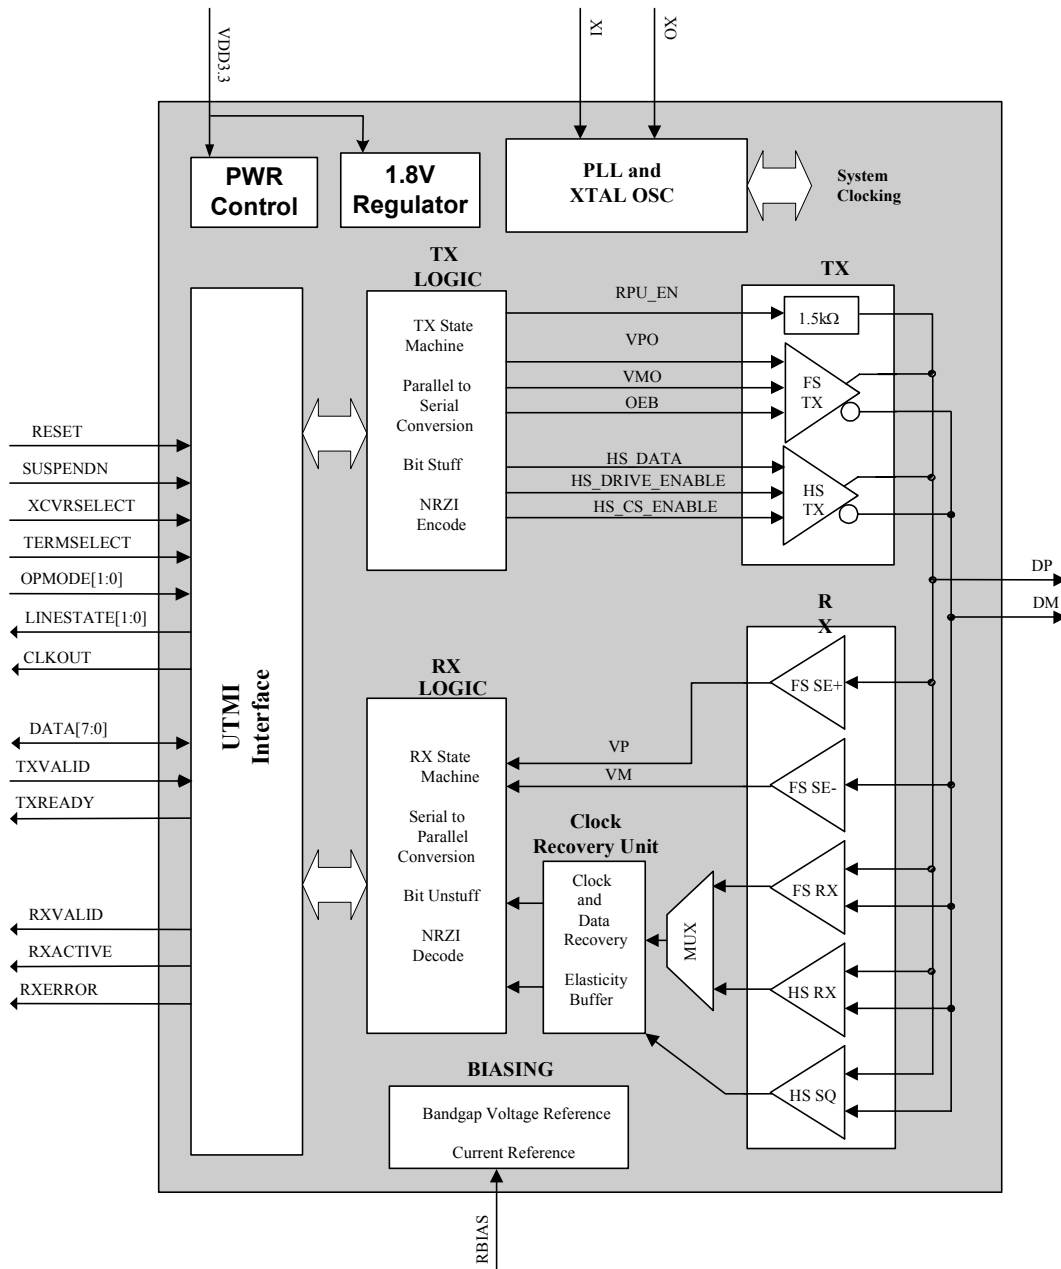 VDD3.3
XI
XO
PWR
Control
1.8V
Regulator
PLL and
XTAL OSC
System
Clocking
TX
LOGIC
TX State
Machine
Parallel to
Serial
Conversion
Bit Stuff
NRZI
Encode
RPU_EN
VPO
VMO
OEB
HS_DATA
HS_DRIVE_ENABLE
HS_CS_ENABLE
TX
1.5kΩ
FS
TX
HS
TX
RESET
SUSPENDN
XCVRSELECT
TERMSELECT
OPMODE[1:0]
LINESTATE[1:0]
CLKOUT
DATA[7:0]
TXVALID
TXREADY
RXVALID
RXACTIVE
RXERROR
UTMI
Interface
DP
DM
RX
LOGIC
RX State
Machine
Serial to
Parallel
Conversion
Bit Unstuff
NRZI
Decode
VP
VM
Clock
Recovery Unit
Clock
and
Data
Recovery
Elasticity
Buffer
MUX
R
X
FS SE+
FS SE-
FS RX
HS RX
HS SQ
BIASING
Bandgap Voltage Reference
Current Reference
RBIAS